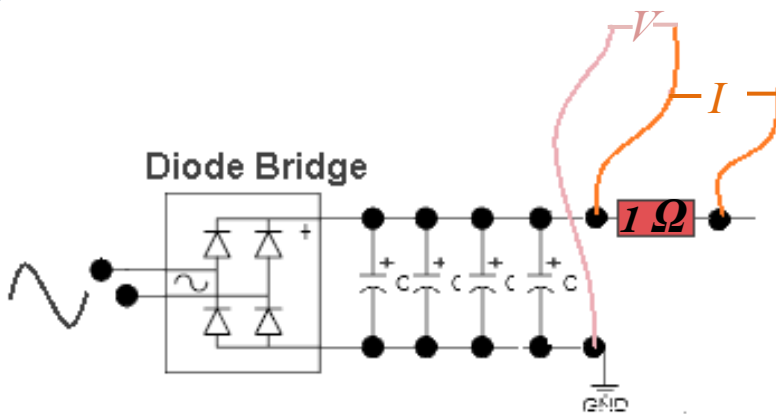 V
I
Diode Bridge
1 Ω
+
+ + + +
C C C C
GND